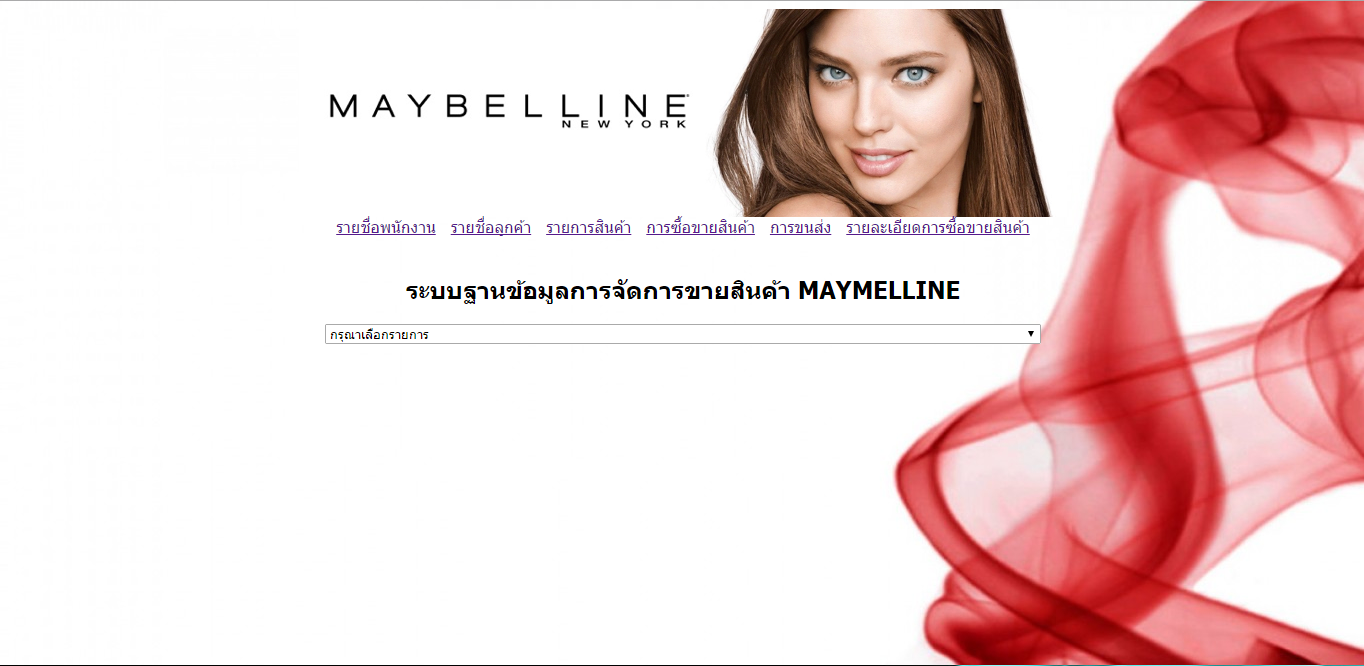 MAYBELLINE
NEW YORK
รายชื่อพนักงาน รายชื่อลูกค้า รายการสินค้า การซื้อขายสินค้า การขนส่ง รายละเอียดการซื้อขายสินค้า
ระบบฐานข้อมูลการจัดการขายสินค้า MAYMELLINE
กรุณาเลือกรายการ